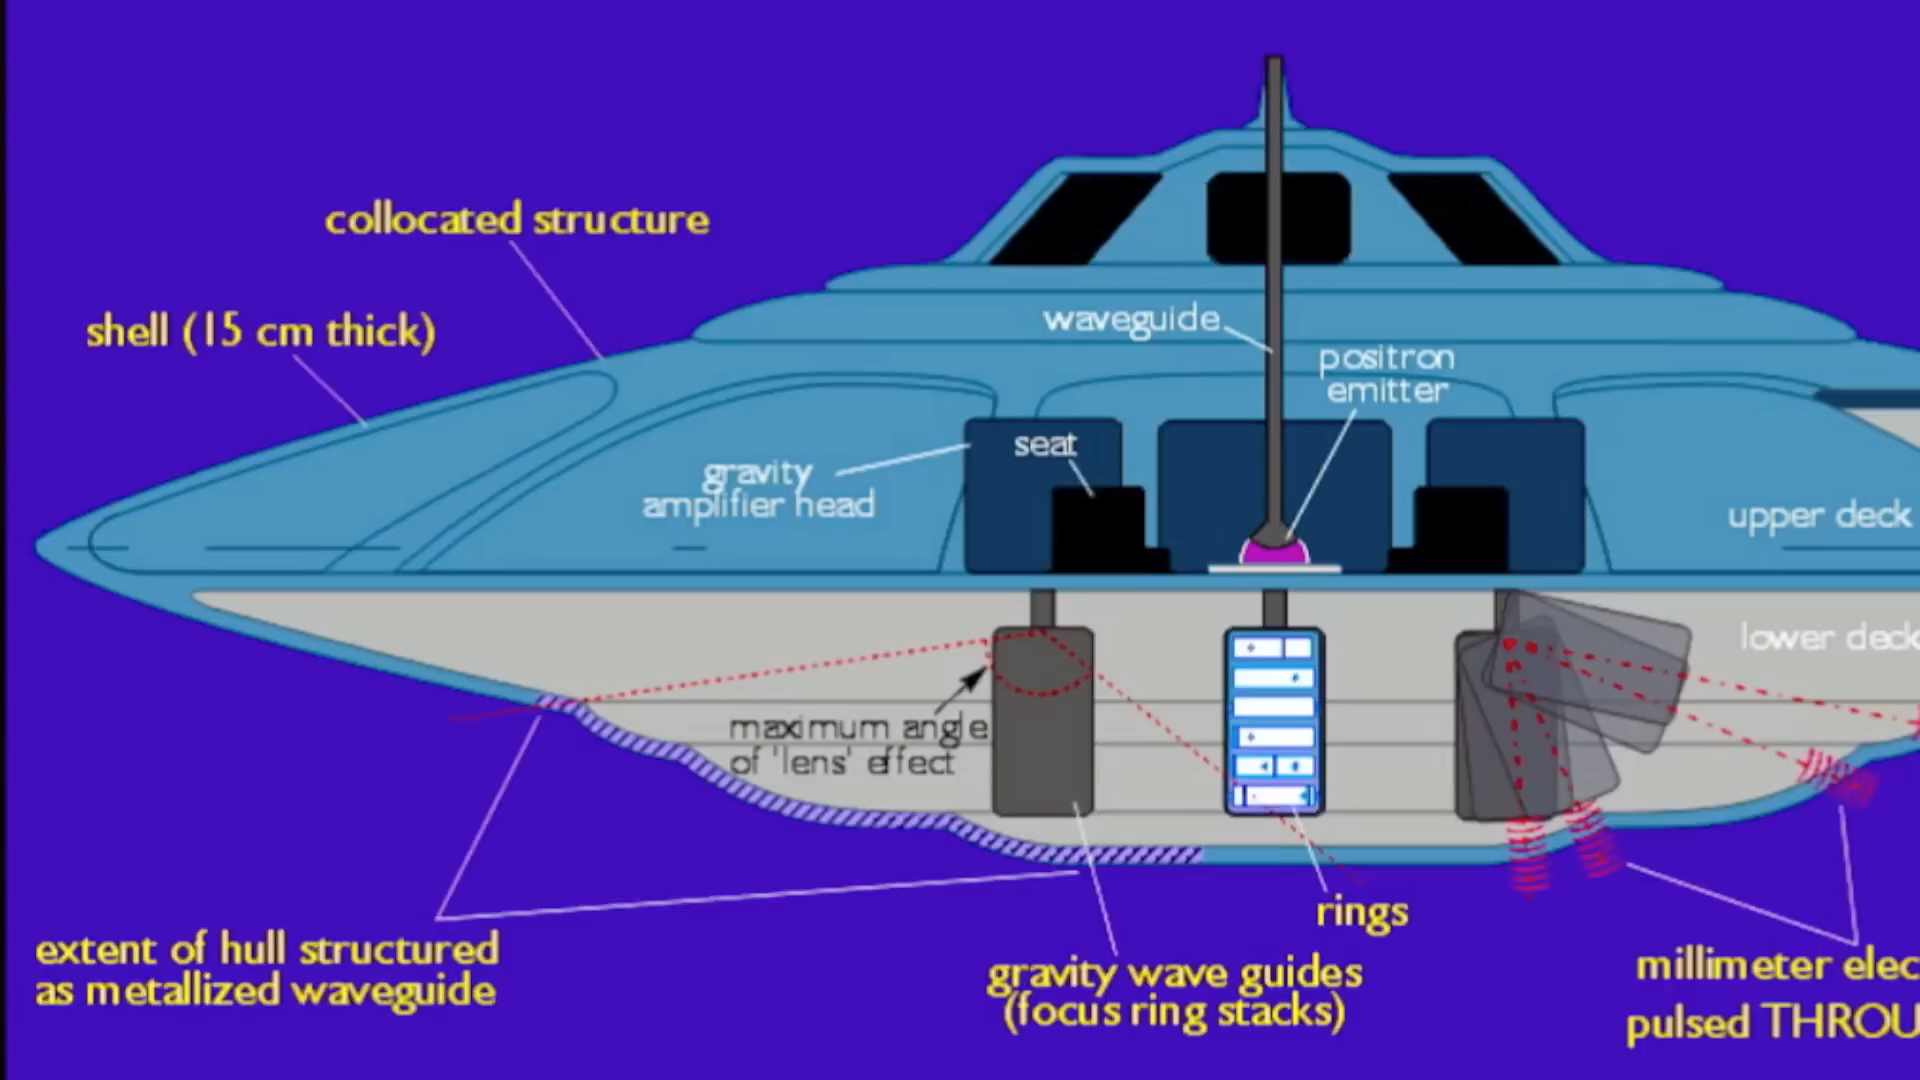 collocated structure
shell (15 cm thick)
waveguide
positron
emitter
seat
gravity
amplifier head
upper deck
lower deck
maximum angle
of 'lens' effect
rings
extent of hull structured
as metallized waveguide
gravity wave guides
(focus ring stacks)
millimeter elec
pulsed THROU